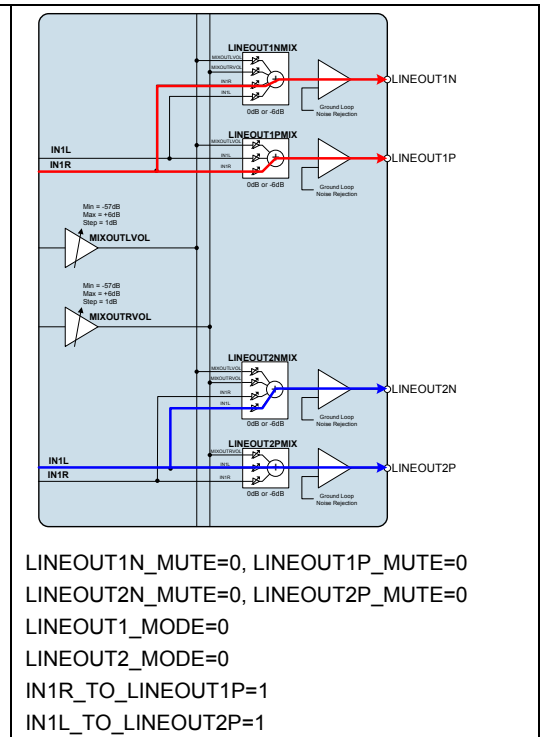 LINEOUT1NMIX
MIXOUTLVOL
MIXOUTRVOL
IN1R
IN1L
0dB or -6dB
Ground Loop
Noise Rejection
LINEOUT1N
LINEOUT1PMIX
MIXOUTLVOL
IN1L
IN1R
0dB or -6dB
Ground Loop
Noise Rejection
LINEOUT1P
IN1L
IN1R
Min = -57dB
Max = +6dB
Step = 1dB
MIXOUTLVOL
Min = -57dB
Max = +6dB
Step = 1dB
MIXOUTRVOL
LINEOUT2NMIX
MIXOUTLVOL
MIXOUTRVOL
IN1R
IN1L
0dB or -6dB
Ground Loop
Noise Rejection
LINEOUT2N
LINEOUT2PMIX
MIXOUTRVOL
IN1L
IN1R
0dB or -6dB
Ground Loop
Noise Rejection
LINEOUT2P
IN1L
IN1R
LINEOUT1N_MUTE=0, LINEOUT1P_MUTE=0
LINEOUT2N_MUTE=0, LINEOUT2P_MUTE=0
LINEOUT1_MODE=0
LINEOUT2_MODE=0
IN1R_TO_LINEOUT1P=1
IN1L_TO_LINEOUT2P=1